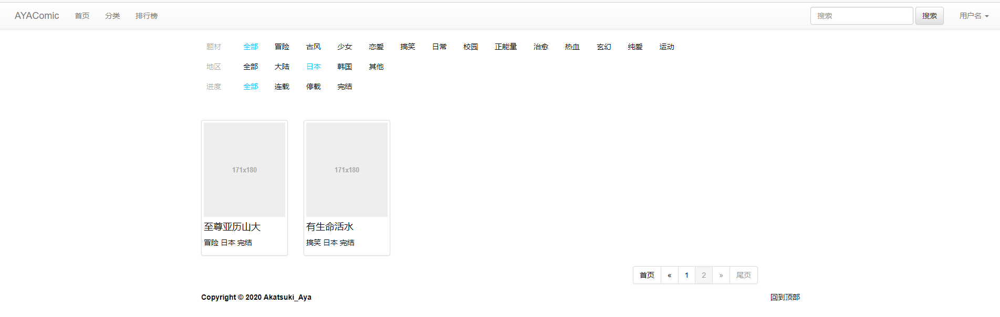 AYAComic 首页 分类 排行榜 搜索 搜索 用户名
题材 全部 冒险 古风 少女 恋爱 搞笑 日常 校园 正能量 治愈 热血 玄幻 纯爱 运动
地区 全部 大陆 日本 韩国 其他
进度 全部 连载 停载 完结
171x180 171x180
至尊亚历山大 有生命活水
冒险 日本 完结 搞笑 日本 完结
首页 « 1 2 » 尾页
Copyright © 2020 Akatsuki_Aya 回到顶部